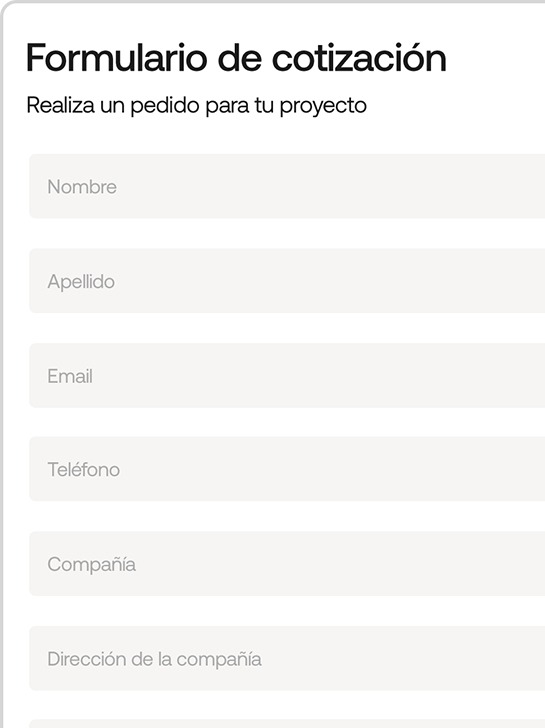 Formulario de cotización
Realiza un pedido para tu proyecto
Nombre
Apellido
Email
Teléfono
Compañía
Dirección de la compañía